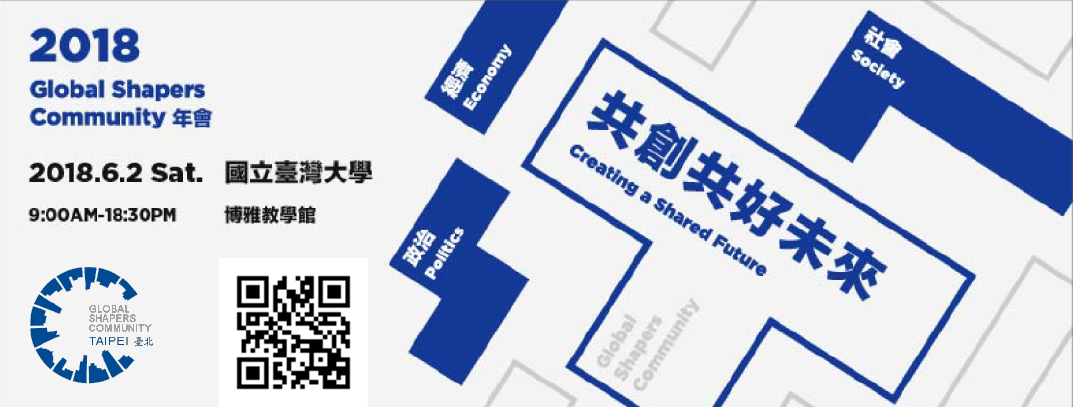 2018
Global Shapers
Community 年會
2018.6.2 Sat. 國立臺灣大學
9:00AM-18:30PM 博雅教學館
GLOBAL
SHAPERS
COMMUNITY
TAIPEI 臺北
經濟
Economy
社會
Society
共創共好未來
Creating a Shared Future
政治
Politics
Global
Shapers
Community